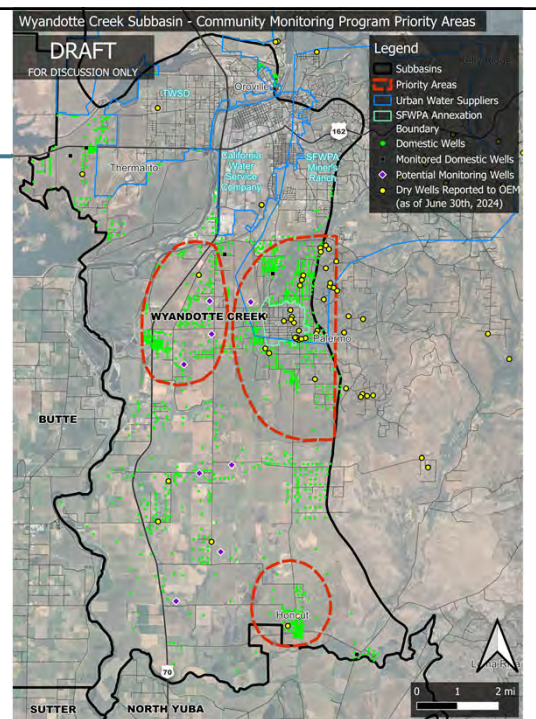 Wyandotte Creek Subbasin - Community Monitoring Program Priority Areas
DRAFT
FOR DISCUSSION ONLY
Legend
Subbasins
Priority Areas
Urban Water Suppliers
SFWPA Annexation
Boundary
Domestic Wells
Monitored Domestic Wells
Potential Monitoring Wells
Dry Wells Reported to OEM
(as of June 30th, 2024)
Oroville
TWSD
162
Thermalito
California
Water
Service
Company
SFWPA
Miner's
Ranch
WYANDOTTE CREEK
Palermo
BUTTE
Honcut
70
SUTTER
NORTH YUBA
0 1 2 mi